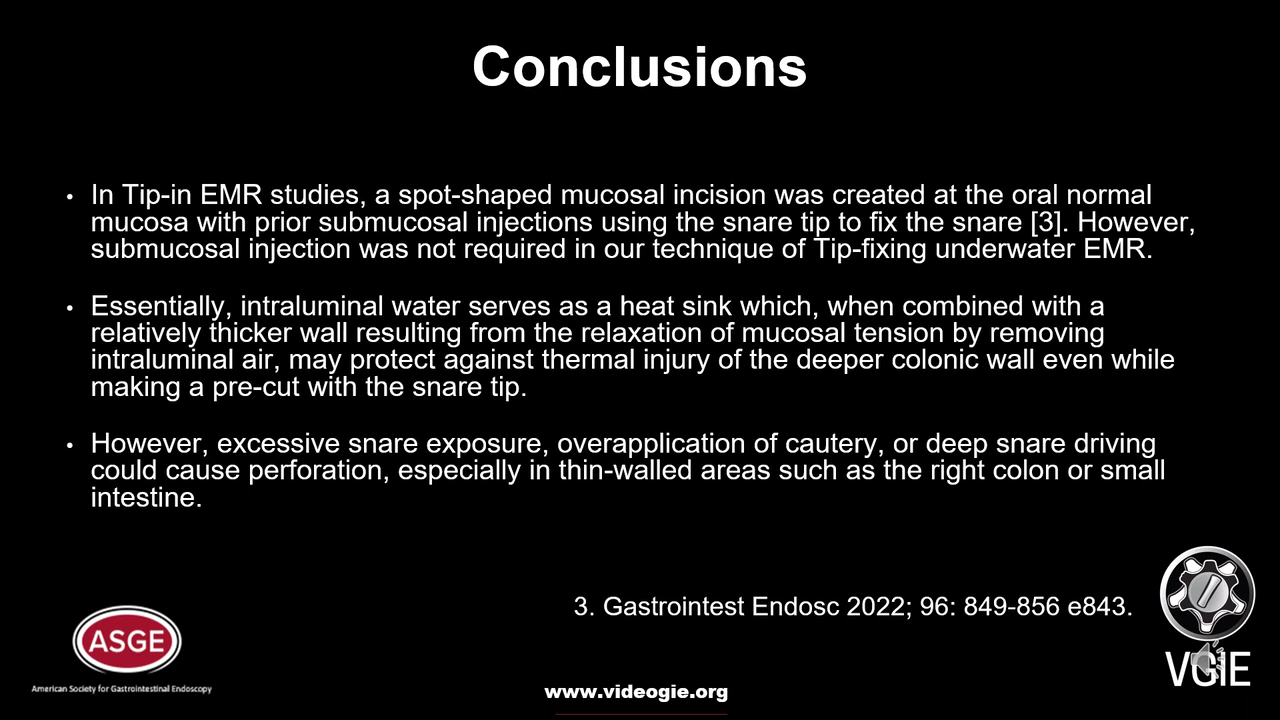 Conclusions
• In Tip-in EMR studies, a spot-shaped mucosal incision was created at the oral normal
mucosa with prior submucosal injections using the snare tip to fix the snare [3]. However,
submucosal injection was not required in our technique of Tip-fixing underwater EMR.
• Essentially, intraluminal water serves as a heat sink which, when combined with a
relatively thicker wall resulting from the relaxation of mucosal tension by removing
intraluminal air, may protect against thermal injury of the deeper colonic wall even while
making a pre-cut with the snare tip.
• However, excessive snare exposure, overapplication of cautery, or deep snare driving
could cause perforation, especially in thin-walled areas such as the right colon or small
intestine.
3. Gastrointest Endosc 2022; 96: 849-856 e843.
ASGE
American Society for Gastrointestinal Endoscopy
www.videogie.org
VGIE